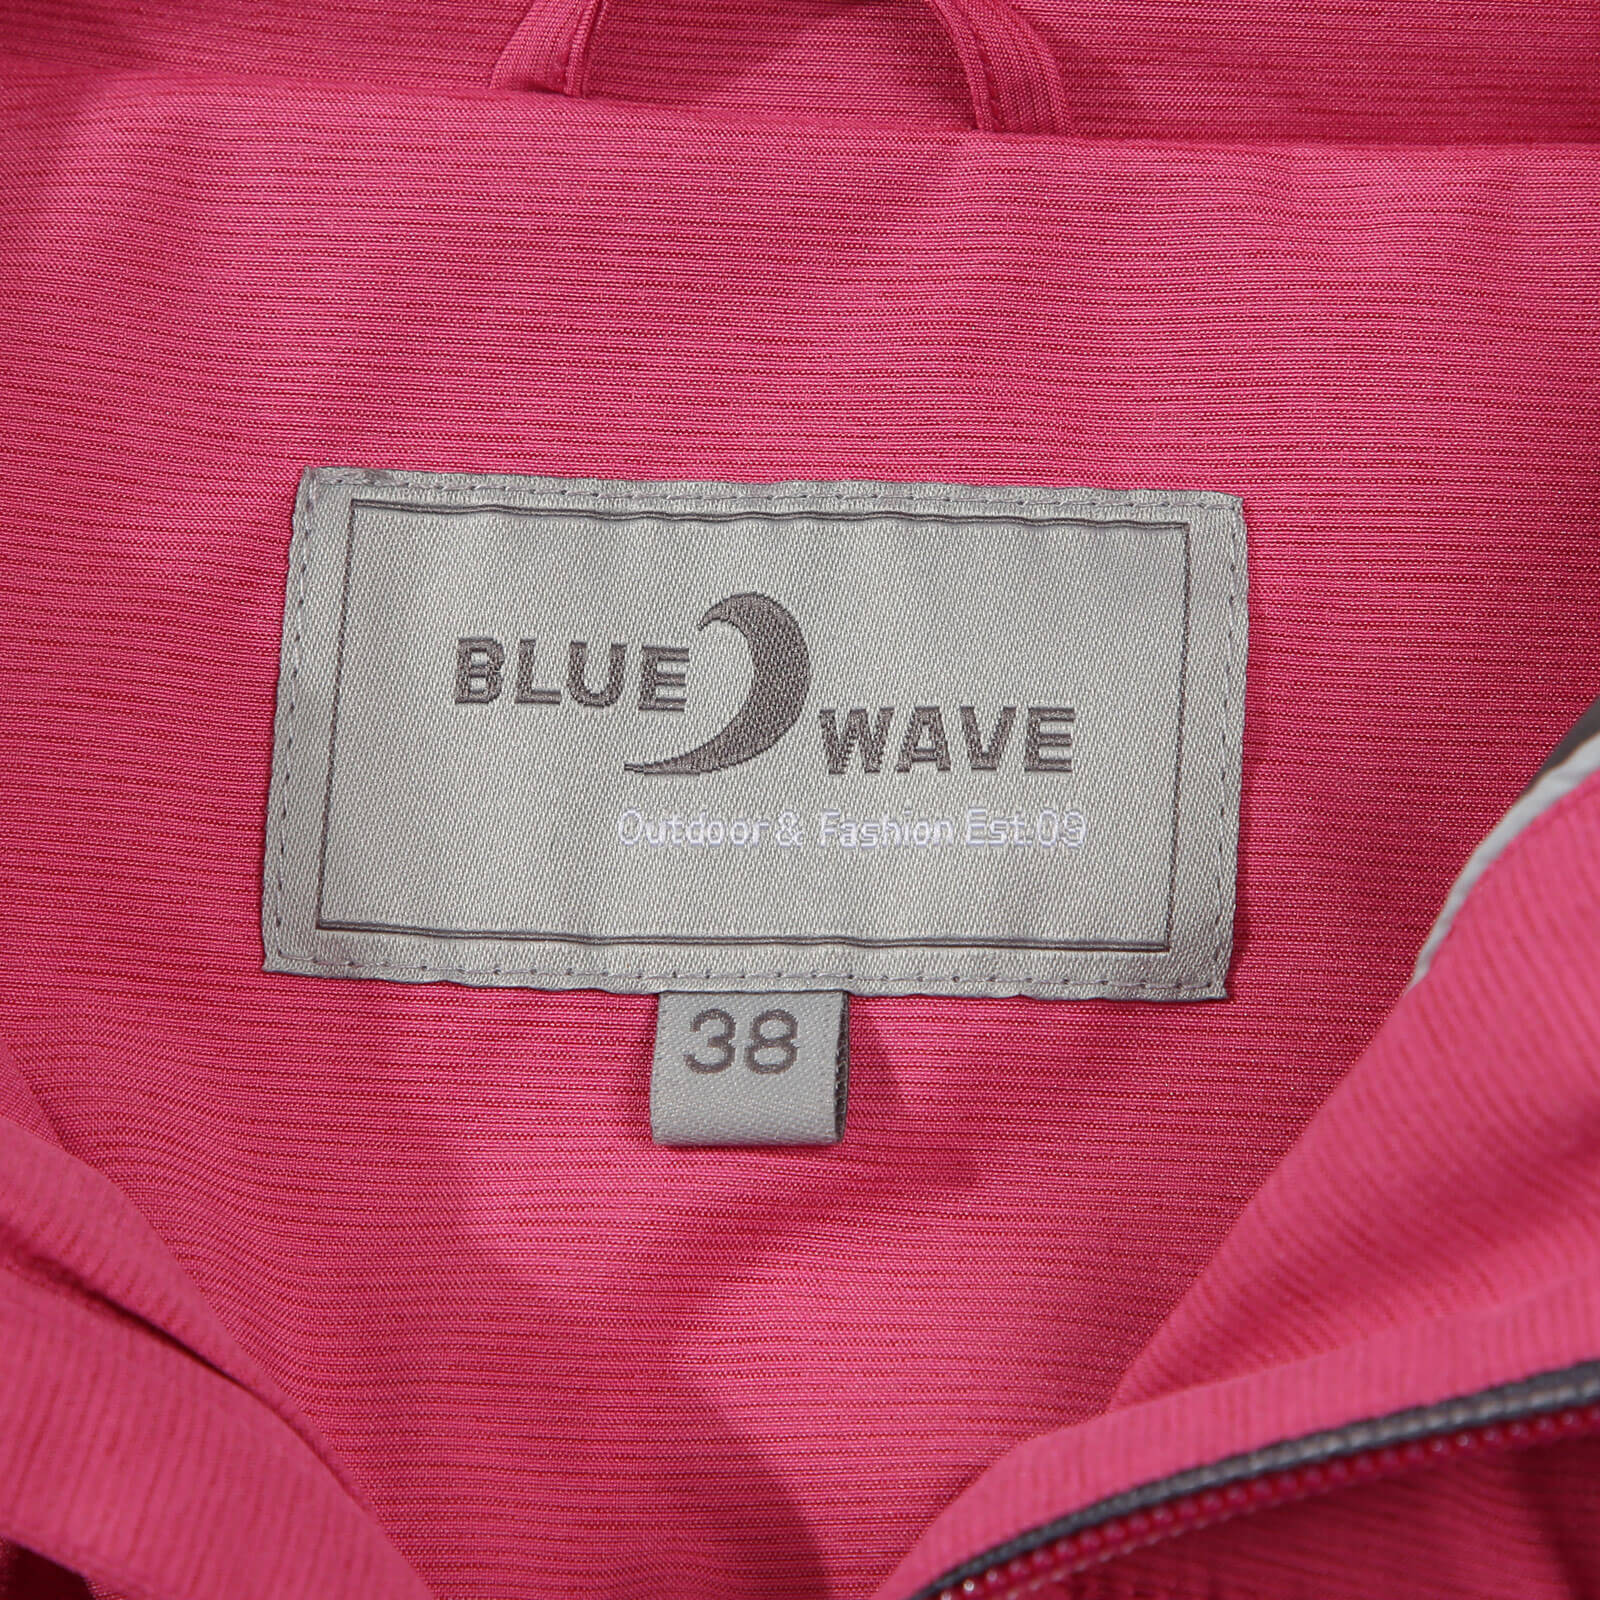 BLUE
WAVE
Outdoor & Fashion Est.09
38